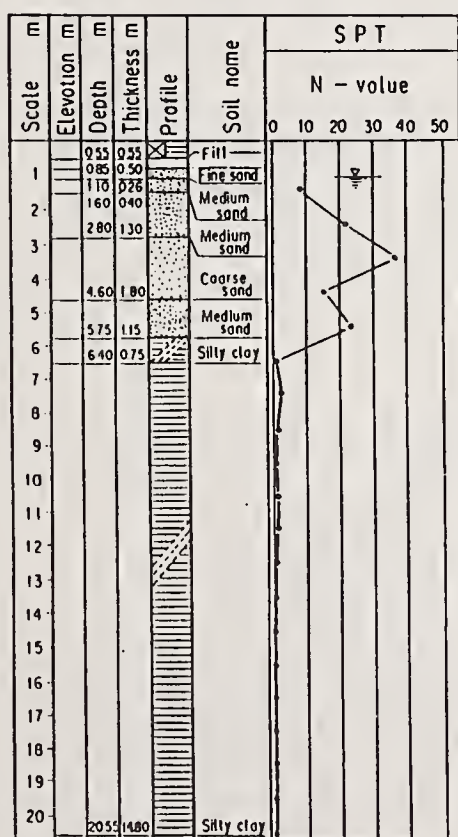 Scale m
Elevation m
Depth m
Thickness m
Profile
Soil name
SPT
N - value
0 10 20 30 40 50
0.55 0.55 Fill
1 0.85 0.50 Fine sand
1.10 0.26 Medium
2 1.60 0.40 sand
2.80 1.30 Medium
3 sand
4 Coarse
4.60 1.80 sand
5 Medium
5.75 1.15 sand
6 6.40 0.75 Silty clay
7
8
9
10
11
12
13
14
15
16
17
18
19
20 20.55 14.80 Silty clay